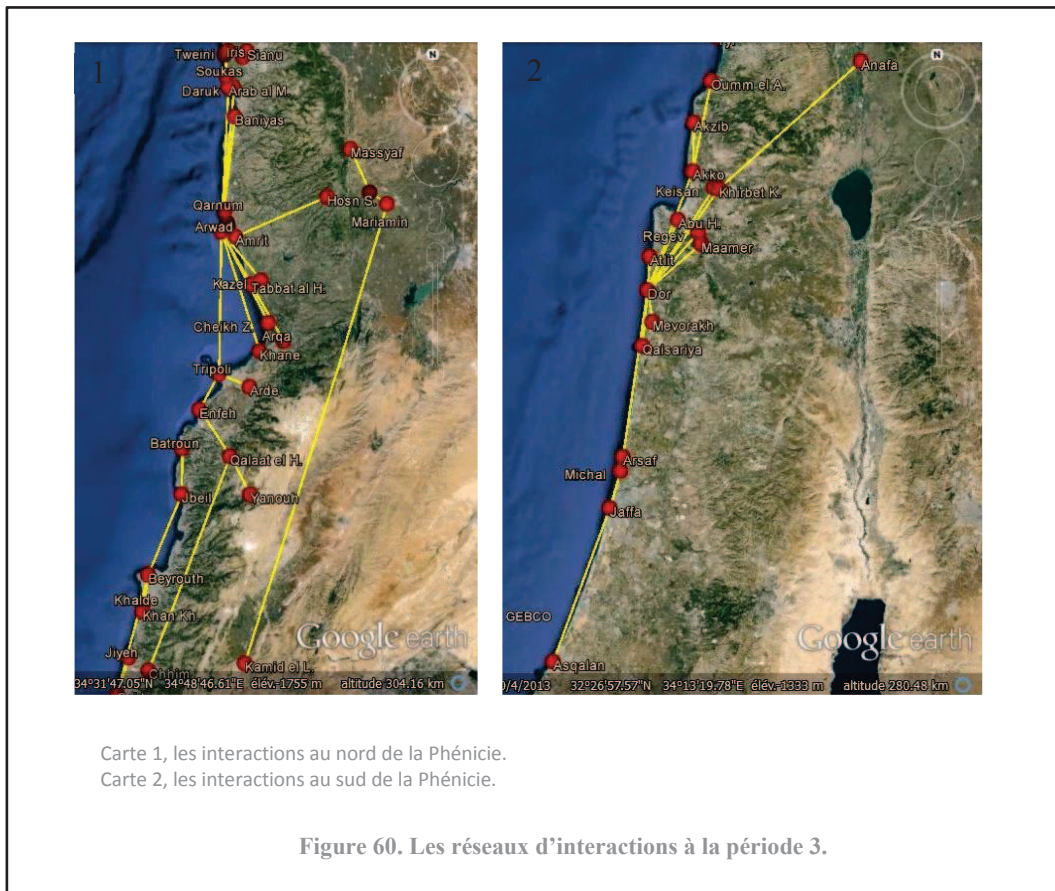 1
Tweini Iris Sianu
Soukas
Daruk Arab al M.
Baniyas
Massyaf
Qarnum
Hosn S.
Mariamin
Arwad
Amrit
Kazel Tabbat al H.
Cheikh Z.
Arqa
Khane
Tripoli
Arde
Enfeh
Batroun
Qalaat el H.
Jbeil
Yanouh
Beyrouth
Khalde
Khan Kh.
Jiyeh
Chhim
Kamid el L.
N
Google earth
34°31'47.05"N 34°48'46.61"E élév.-1755 m altitude 304.16 km
2
Anafa
Oumm el A.
Akzib
Akko
Keisan Khirbet K.
Abu H.
Regev
Maamer
Atlit
Dor
Mevorakh
Qaisariya
Arsaf
Michal
Jaffa
GEBCO
Asqalan
N
Google earth
0/4/2013 32°26'57.57"N 34°13'19.78"E élév.-1333 m altitude 280.48 km
Carte 1, les interactions au nord de la Phénicie.
Carte 2, les interactions au sud de la Phénicie.
Figure 60. Les réseaux d'interactions à la période 3.